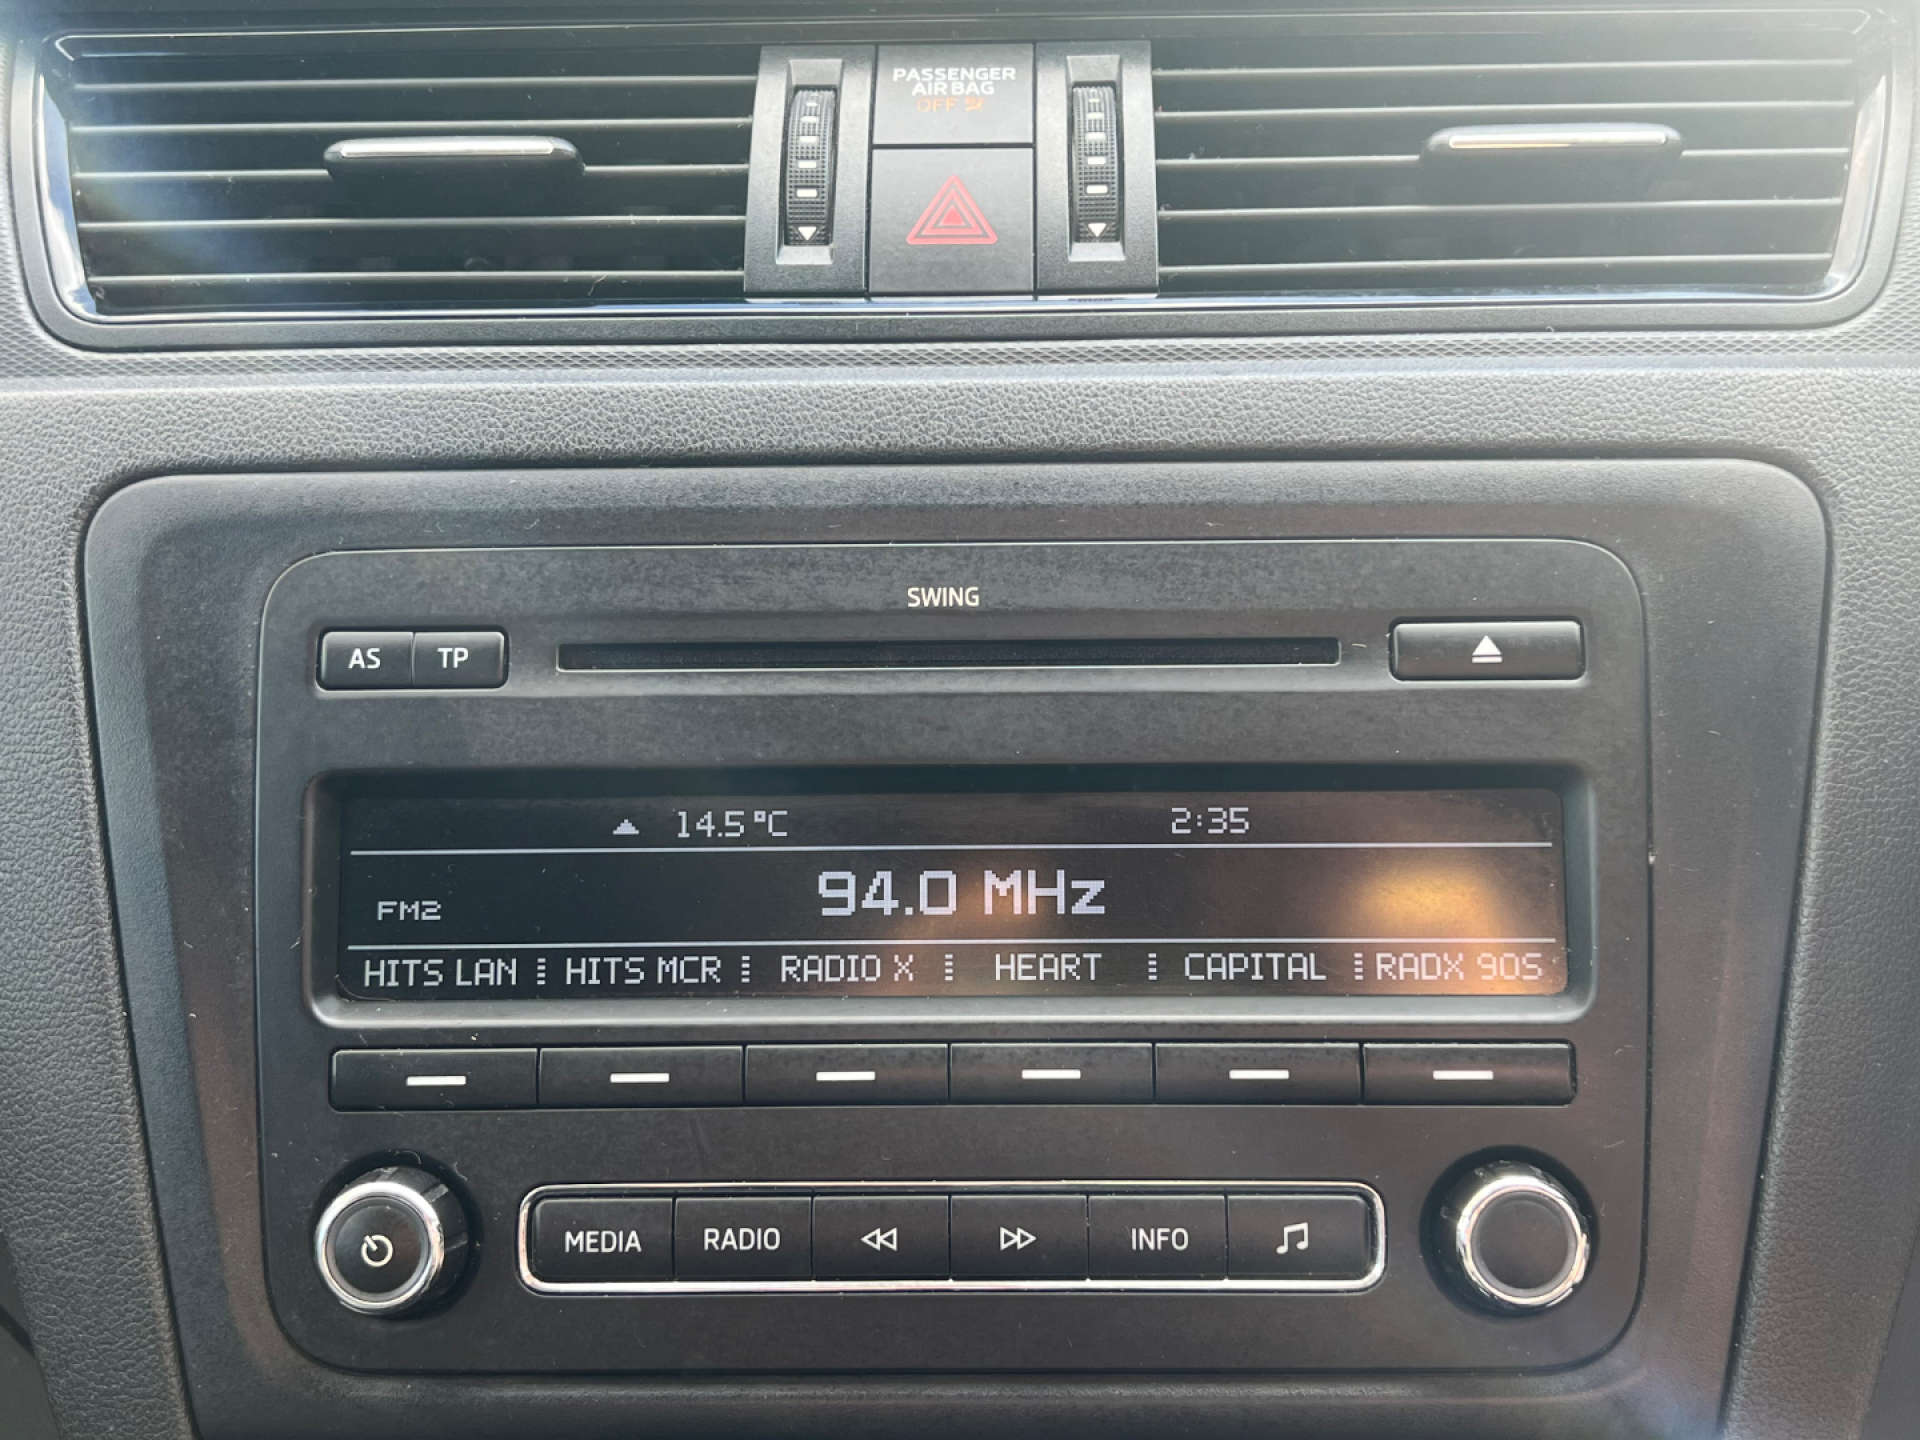 PASSENGER
AIR BAG
OFF
SWING
AS TP
14.5°C 2:35
94.0 MHz
FM2
HITS LAN HITS MCR RADIO X HEART CAPITAL RADX 90S
MEDIA RADIO INFO